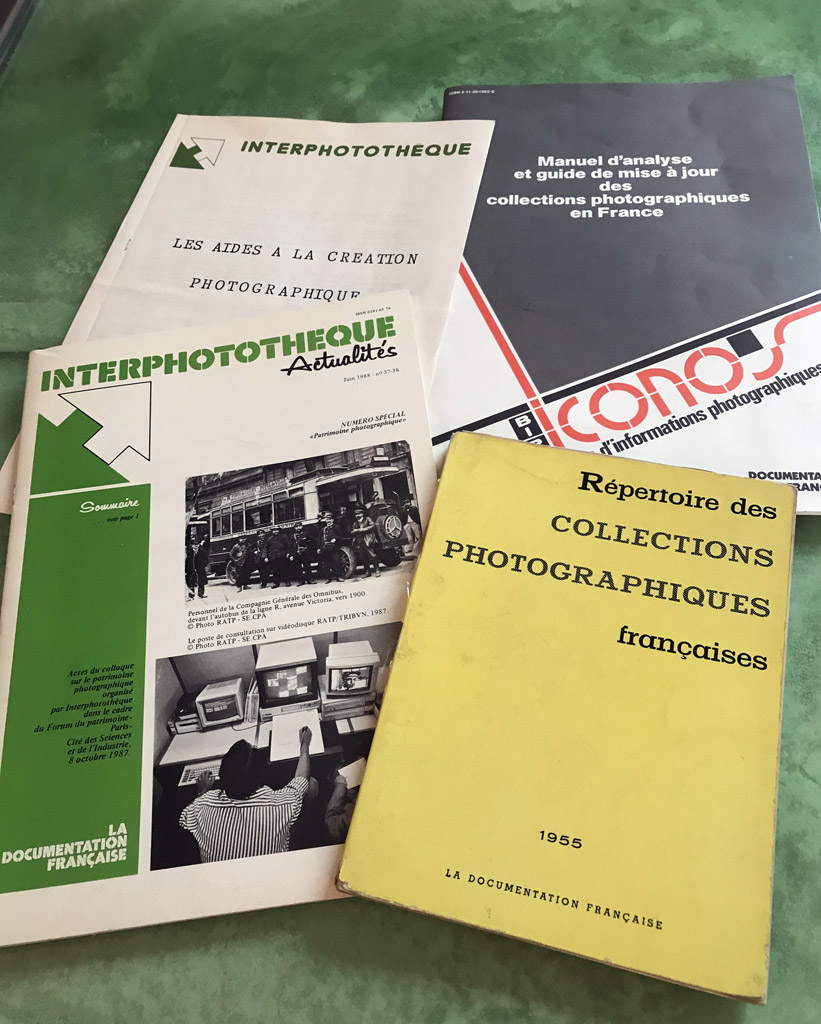 INTERPHOTOTHEQUE
LES AIDES A LA CREATION
PHOTOGRAPHIQUE
Manuel d'analyse
et guide de mise à jour
des
collections photographiques
en France
iconos
d'informations photographiques
DOCUMENTA
FRANÇ
INTERPHOTOTHEQUE
Actualités
Juin 1988 - nº 37-38
NUMERO SPÉCIAL
«Patrimoine photographique»
Sommaire
voir page 1
Personnel de la Compagnie Générale des Omnibus,
devant l'autobus de la ligne R, avenue Victoria, vers 1900.
© Photo RATP - SE.CPA
Le poste de consultation sur vidéodisque RATP/TRIBVN, 1987.
© Photo RATP - SE.CPA
Actes du colloque
sur le patrimoine
photographique
organisé
par Interphotothèque
dans le cadre
du Forum du patrimoine-
Paris-
Cité des Sciences
et de l'Industrie,
8 octobre 1987.
LA
DOCUMENTATION
FRANÇAISE
Répertoire des
COLLECTIONS
PHOTOGRAPHIQUES
françaises
1955
LA DOCUMENTATION FRANÇAISE